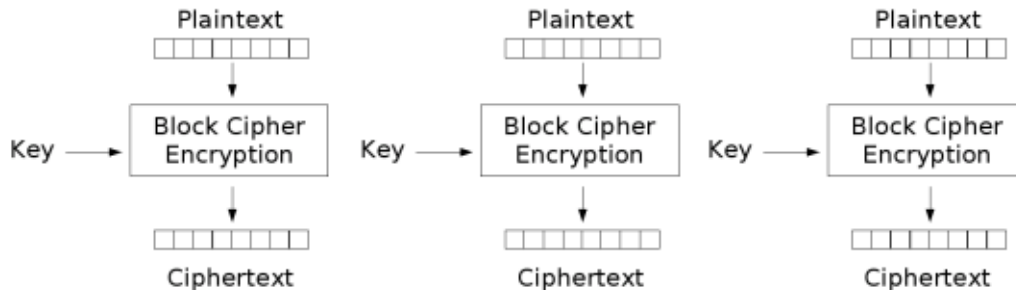 Plaintext Plaintext Plaintext
Block Cipher Block Cipher Block Cipher
Key Encryption Key Encryption Key Encryption
Ciphertext Ciphertext Ciphertext